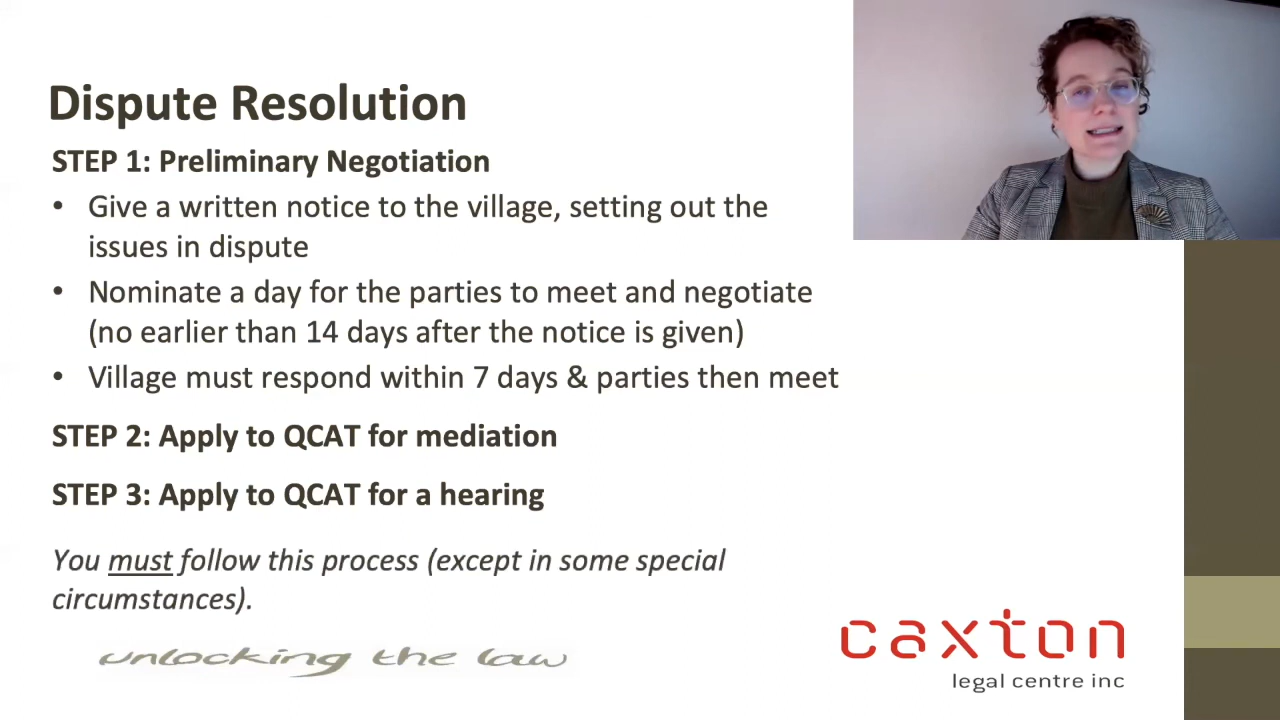 Dispute Resolution
STEP 1: Preliminary Negotiation
• Give a written notice to the village, setting out the
issues in dispute
• Nominate a day for the parties to meet and negotiate
(no earlier than 14 days after the notice is given)
• Village must respond within 7 days & parties then meet
STEP 2: Apply to QCAT for mediation
STEP 3: Apply to QCAT for a hearing
You must follow this process (except in some special
circumstances).
unlocking the law
caxton
legal centre inc